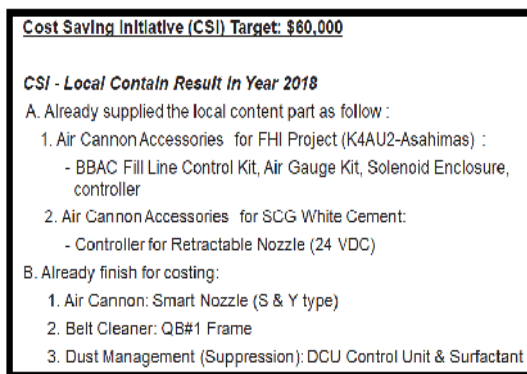 Cost Saving Initiative (CSI) Target: $60,000
CSI - Local Contain Result in Year 2018
A. Already supplied the local content part as follow :
1. Air Cannon Accessories for FHI Project (K4AU2-Asahimas) :
- BBAC Fill Line Control Kit, Air Gauge Kit, Solenoid Enclosure,
controller
2. Air Cannon Accessories for SCG White Cement:
- Controller for Retractable Nozzle (24 VDC)
B. Already finish for costing:
1. Air Cannon: Smart Nozzle (S & Y type)
2. Belt Cleaner: QB#1 Frame
3. Dust Management (Suppression): DCU Control Unit & Surfactant